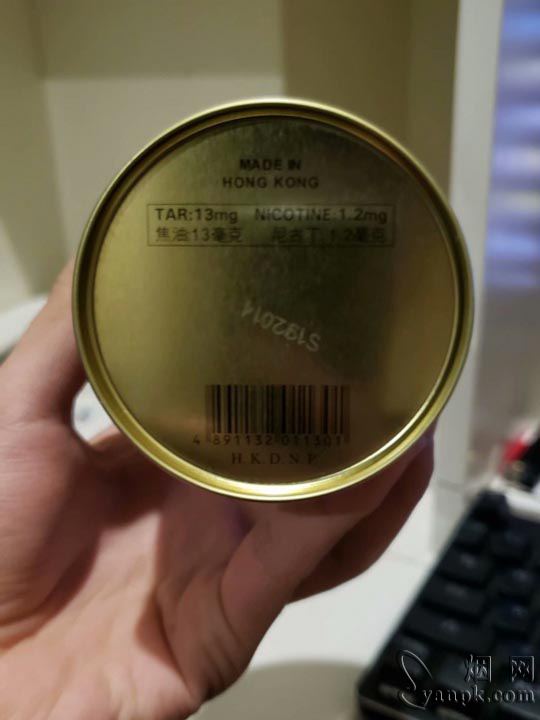 MADE IN
HONG KONG
TAR:13mg NICOTINE:1.2mg
焦油13毫克 尼古丁:1.2毫克
S192014
4 891132 011301
H.K.D.N.P.
烟网
yanpk.com